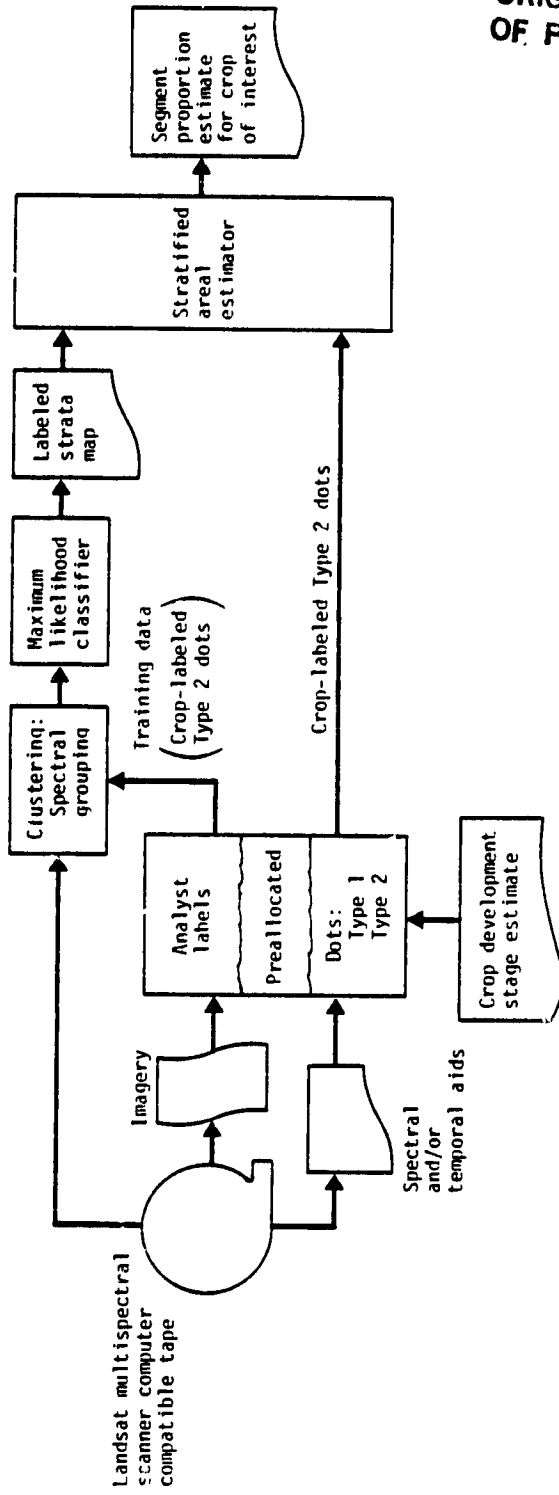 ORIG
OF P
Landsat multispectral
scanner computer
compatible tape
Imagery
Spectral
and/or
temporal aids
Analyst
labels
Preallocated
Dots:
Type 1
Type 2
Crop development
stage estimate
Training data
(Crop-labeled
Type 2 dots)
Clustering:
Spectral
grouping
Maximum
likelihood
classifier
Labeled
strata
map
Crop-labeled Type 2 dots
Stratified
areal
estimator
Segment
proportion
estimate
for crop
of interest